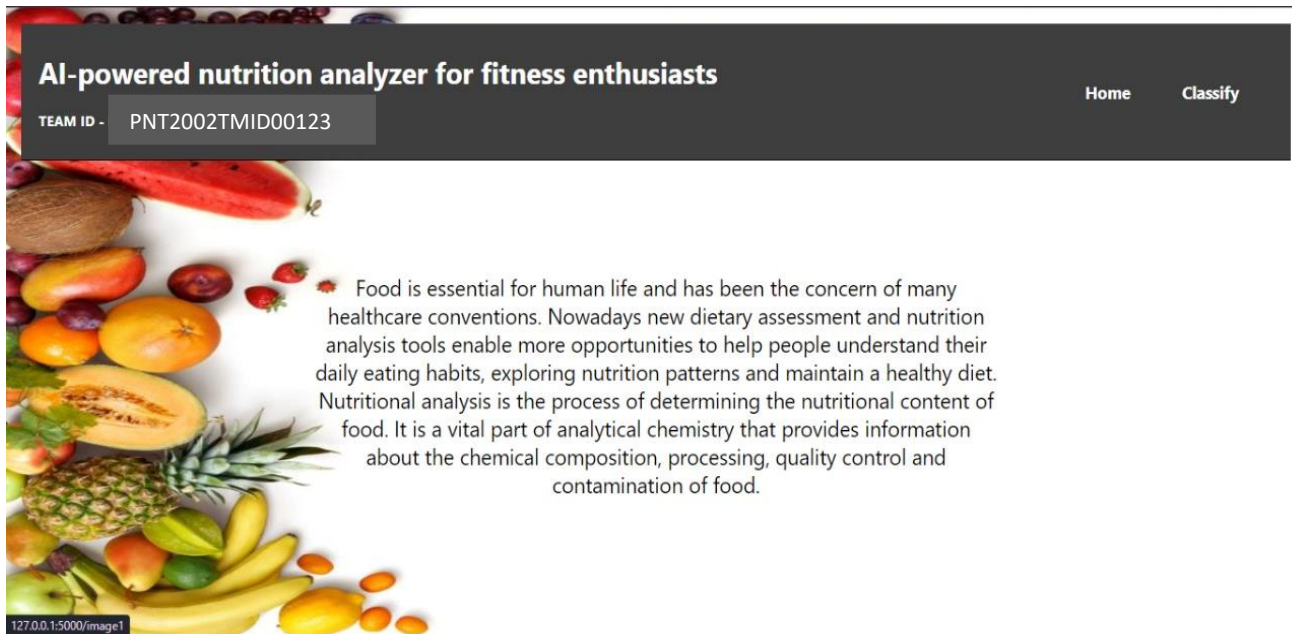 AI-powered nutrition analyzer for fitness enthusiasts
Home Classify
TEAM ID - PNT2002TMID00123
Food is essential for human life and has been the concern of many
healthcare conventions. Nowadays new dietary assessment and nutrition
analysis tools enable more opportunities to help people understand their
daily eating habits, exploring nutrition patterns and maintain a healthy diet.
Nutritional analysis is the process of determining the nutritional content of
food. It is a vital part of analytical chemistry that provides information
about the chemical composition, processing, quality control and
contamination of food.
127.0.0.1:5000/image1